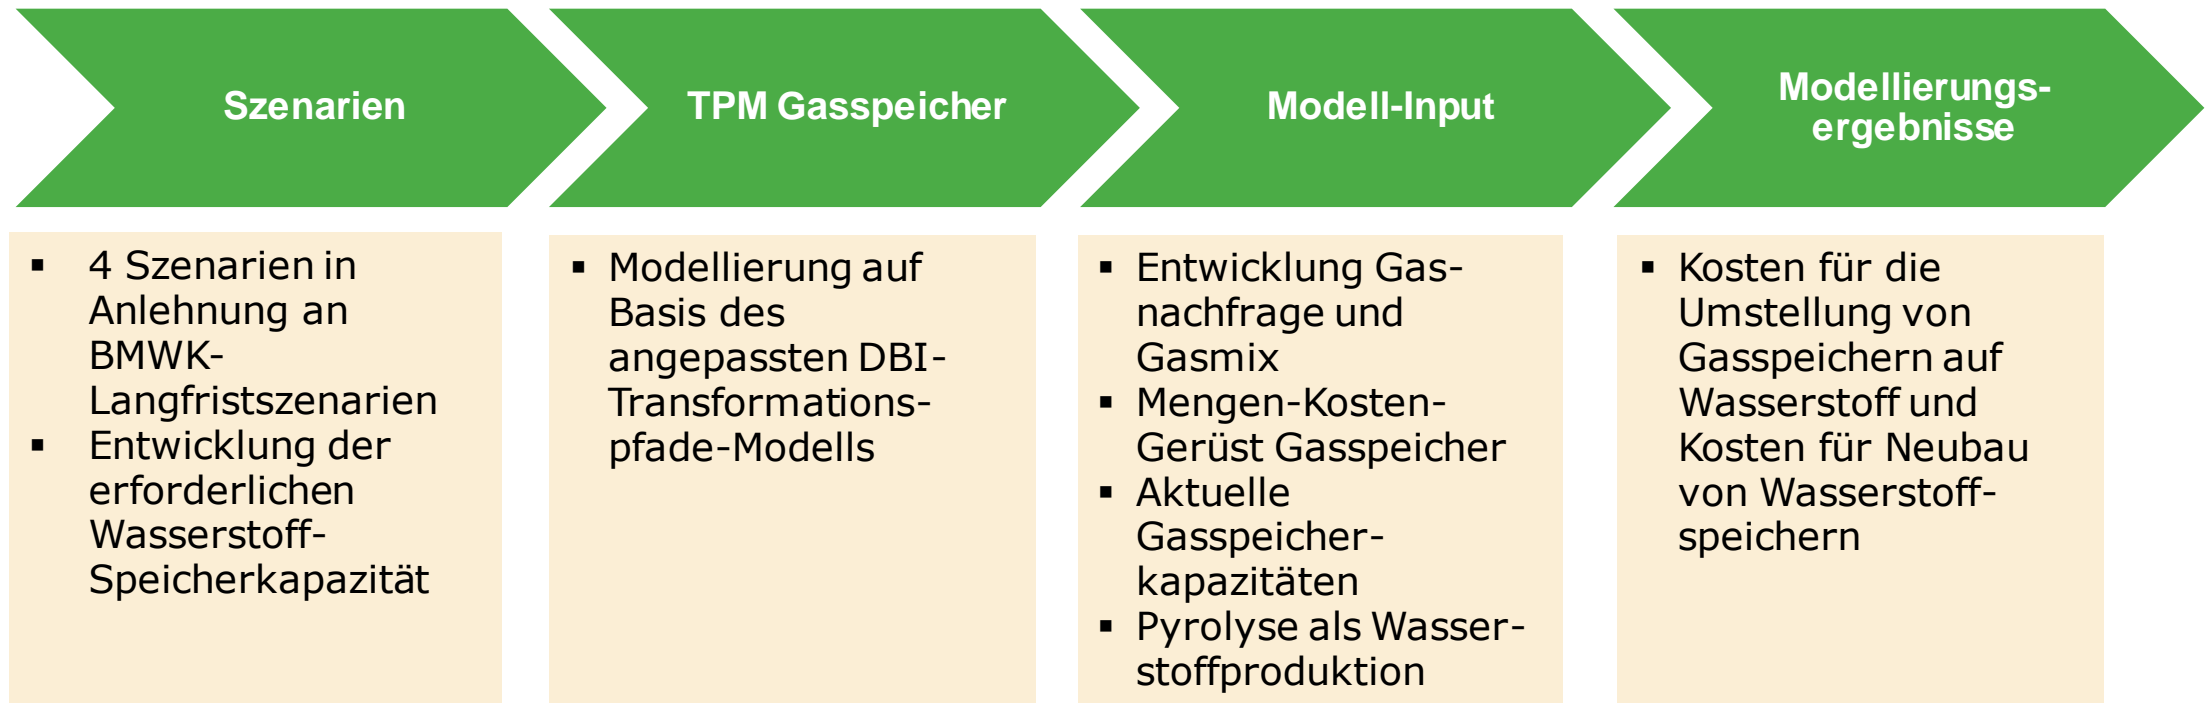 Szenarien
TPM Gasspeicher
Modell-Input
Modellierungs-
ergebnisse
▪ 4 Szenarien in
Anlehnung an
BMWK-
Langfristszenarien
▪ Entwicklung der
erforderlichen
Wasserstoff-
Speicherkapazität
▪ Modellierung auf
Basis des
angepassten DBI-
Transformations-
pfade-Modells
▪ Entwicklung Gas-
nachfrage und
Gasmix
▪ Mengen-Kosten-
Gerüst Gasspeicher
▪ Aktuelle
Gasspeicher-
kapazitäten
▪ Pyrolyse als Wasser-
stoffproduktion
▪ Kosten für die
Umstellung von
Gasspeichern auf
Wasserstoff und
Kosten für Neubau
von Wasserstoff-
speichern